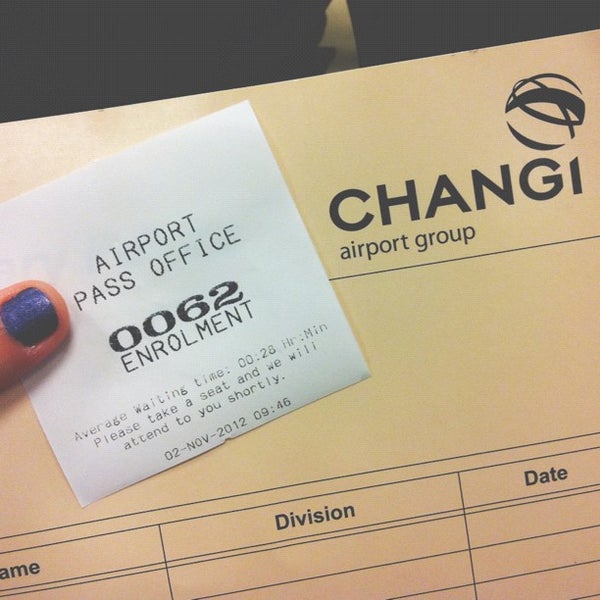 CHANGI
airport group
AIRPORT
PASS OFFICE
0062
ENROLMENT
Average Waiting time: 00:28 Hr:Min
Please take a seat and we will
attend to you shortly.
02-NOV-2012 09:46
ame
Division
Date